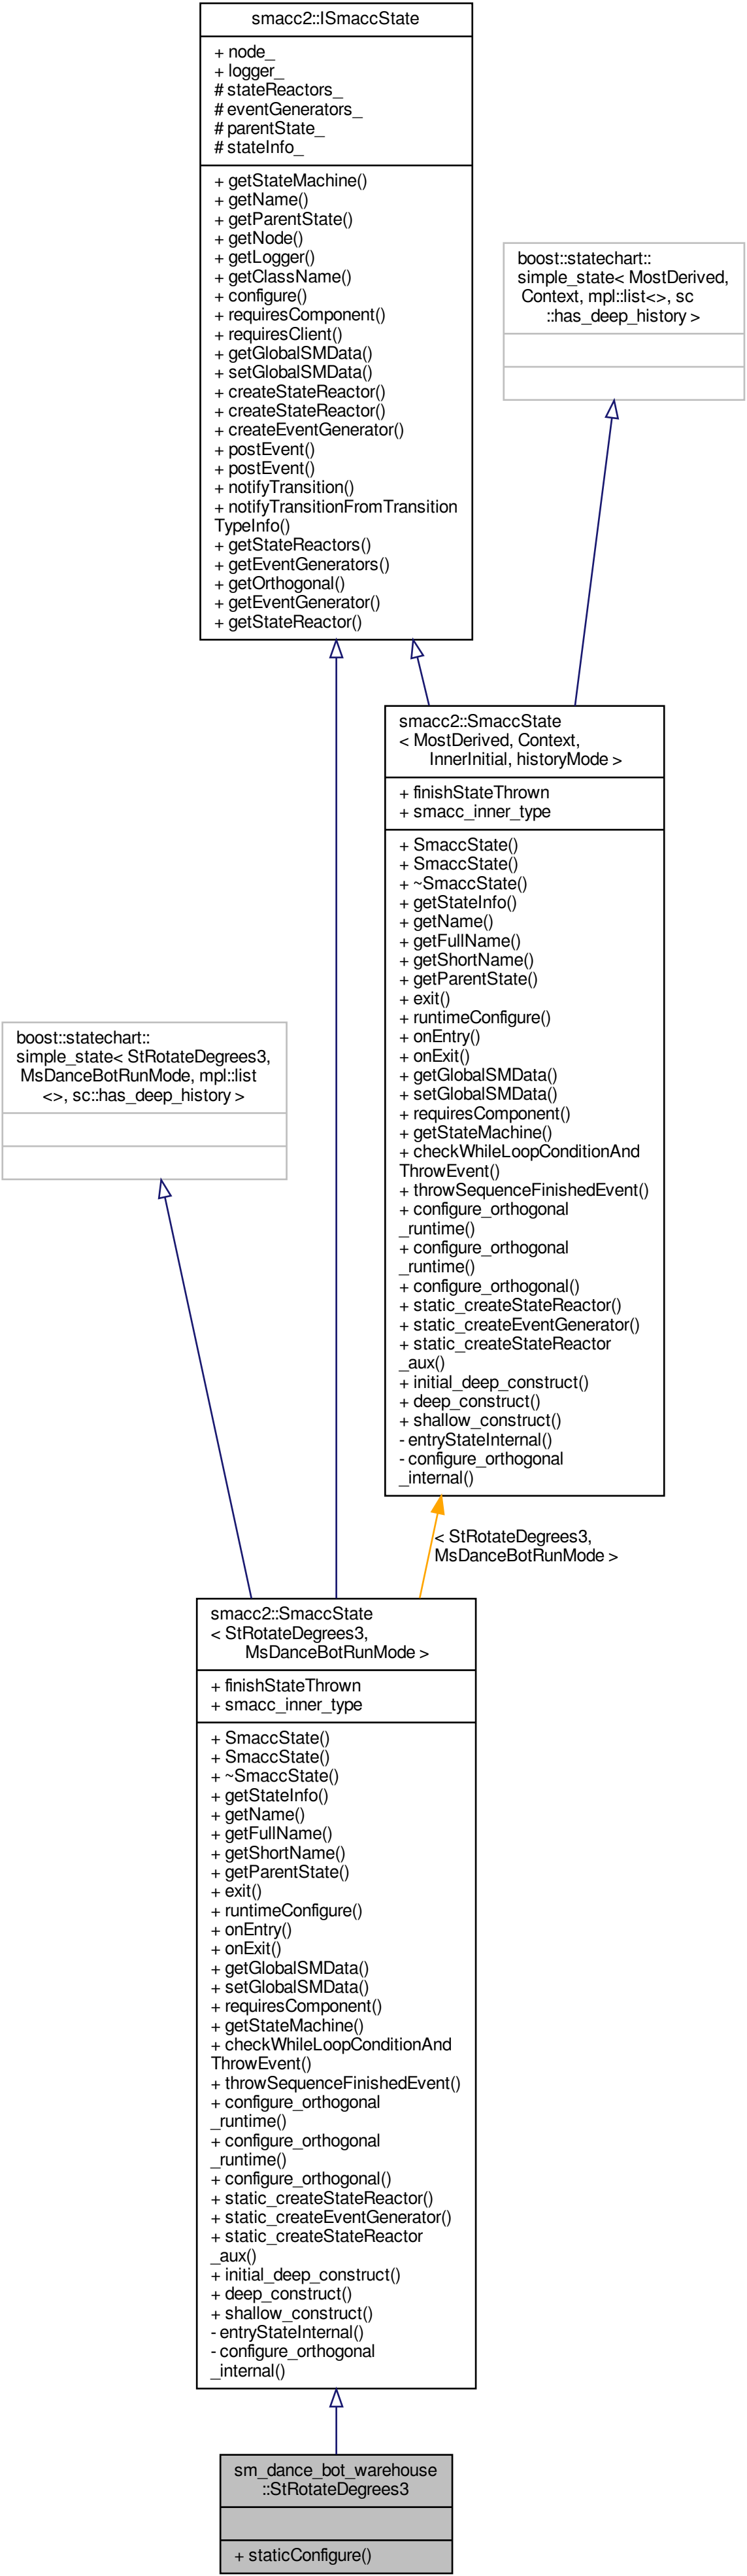 smacc2::ISmaccState
+ node_
+ logger_
# stateReactors_
# eventGenerators_
# parentState_
# stateInfo_
+ getStateMachine()
+ getName()
+ getParentState()
+ getNode()
+ getLogger()
+ getClassName()
+ configure()
+ requiresComponent()
+ requiresClient()
+ getGlobalSMData()
+ setGlobalSMData()
+ createStateReactor()
+ createStateReactor()
+ createEventGenerator()
+ postEvent()
+ postEvent()
+ notifyTransition()
+ notifyTransitionFromTransition
TypeInfo()
+ getStateReactors()
+ getEventGenerators()
+ getOrthogonal()
+ getEventGenerator()
+ getStateReactor()
boost::statechart::
simple_state< MostDerived,
Context, mpl::list<>, sc
::has_deep_history >
smacc2::SmaccState
< MostDerived, Context,
InnerInitial, historyMode >
+ finishStateThrown
+ smacc_inner_type
+ SmaccState()
+ SmaccState()
+ ~SmaccState()
+ getStateInfo()
+ getName()
+ getFullName()
+ getShortName()
+ getParentState()
+ exit()
+ runtimeConfigure()
+ onEntry()
+ onExit()
+ getGlobalSMData()
+ setGlobalSMData()
+ requiresComponent()
+ getStateMachine()
+ checkWhileLoopConditionAnd
ThrowEvent()
+ throwSequenceFinishedEvent()
+ configure_orthogonal
_runtime()
+ configure_orthogonal
_runtime()
+ configure_orthogonal()
+ static_createStateReactor()
+ static_createEventGenerator()
+ static_createStateReactor
_aux()
+ initial_deep_construct()
+ deep_construct()
+ shallow_construct()
- entryStateInternal()
- configure_orthogonal
_internal()
boost::statechart::
simple_state< StRotateDegrees3,
MsDanceBotRunMode, mpl::list
<>, sc::has_deep_history >
< StRotateDegrees3,
MsDanceBotRunMode >
smacc2::SmaccState
< StRotateDegrees3,
MsDanceBotRunMode >
+ finishStateThrown
+ smacc_inner_type
+ SmaccState()
+ SmaccState()
+ ~SmaccState()
+ getStateInfo()
+ getName()
+ getFullName()
+ getShortName()
+ getParentState()
+ exit()
+ runtimeConfigure()
+ onEntry()
+ onExit()
+ getGlobalSMData()
+ setGlobalSMData()
+ requiresComponent()
+ getStateMachine()
+ checkWhileLoopConditionAnd
ThrowEvent()
+ throwSequenceFinishedEvent()
+ configure_orthogonal
_runtime()
+ configure_orthogonal
_runtime()
+ configure_orthogonal()
+ static_createStateReactor()
+ static_createEventGenerator()
+ static_createStateReactor
_aux()
+ initial_deep_construct()
+ deep_construct()
+ shallow_construct()
- entryStateInternal()
- configure_orthogonal
_internal()
sm_dance_bot_warehouse
::StRotateDegrees3
+ staticConfigure()